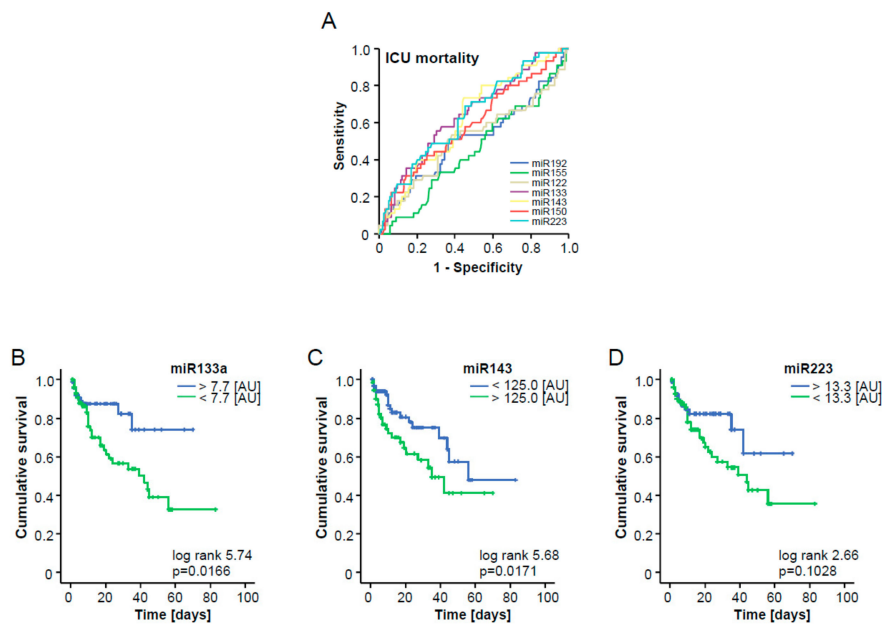 A
ICU mortality
1.0
0.8
0.6
0.4
0.2
0
Sensitivity
miR192
miR155
miR122
miR133
miR143
miR150
miR223
0 0.2 0.4 0.6 0.8 1.0
1 - Specificity
B
miR133a
> 7.7 [AU]
< 7.7 [AU]
1.0
0.8
0.6
0.4
0.2
0
Cumulative survival
log rank 5.74
p=0.0166
0 20 40 60 80 100
Time [days]
C
miR143
< 125.0 [AU]
> 125.0 [AU]
1.0
0.8
0.6
0.4
0.2
0
Cumulative survival
log rank 5.68
p=0.0171
0 20 40 60 80 100
Time [days]
D
miR223
> 13.3 [AU]
< 13.3 [AU]
1.0
0.8
0.6
0.4
0.2
0
Cumulative survival
log rank 2.66
p=0.1028
0 20 40 60 80 100
Time [days]